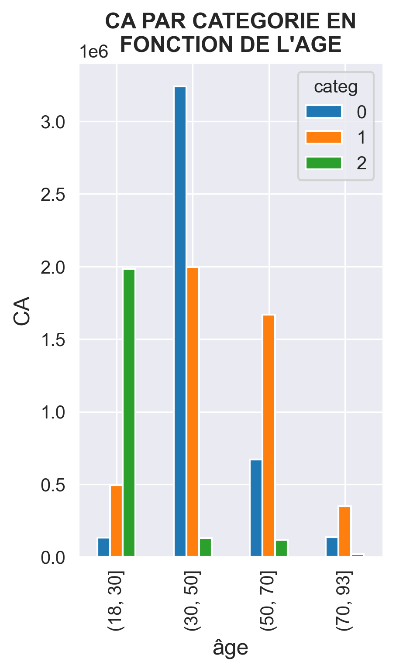 CA PAR CATEGORIE EN
FONCTION DE L'AGE
1e6
categ
0
1
2
3.0
2.5
2.0
1.5
1.0
0.5
0.0
CA
(18, 30]
(30, 50]
(50, 70]
(70, 93]
âge